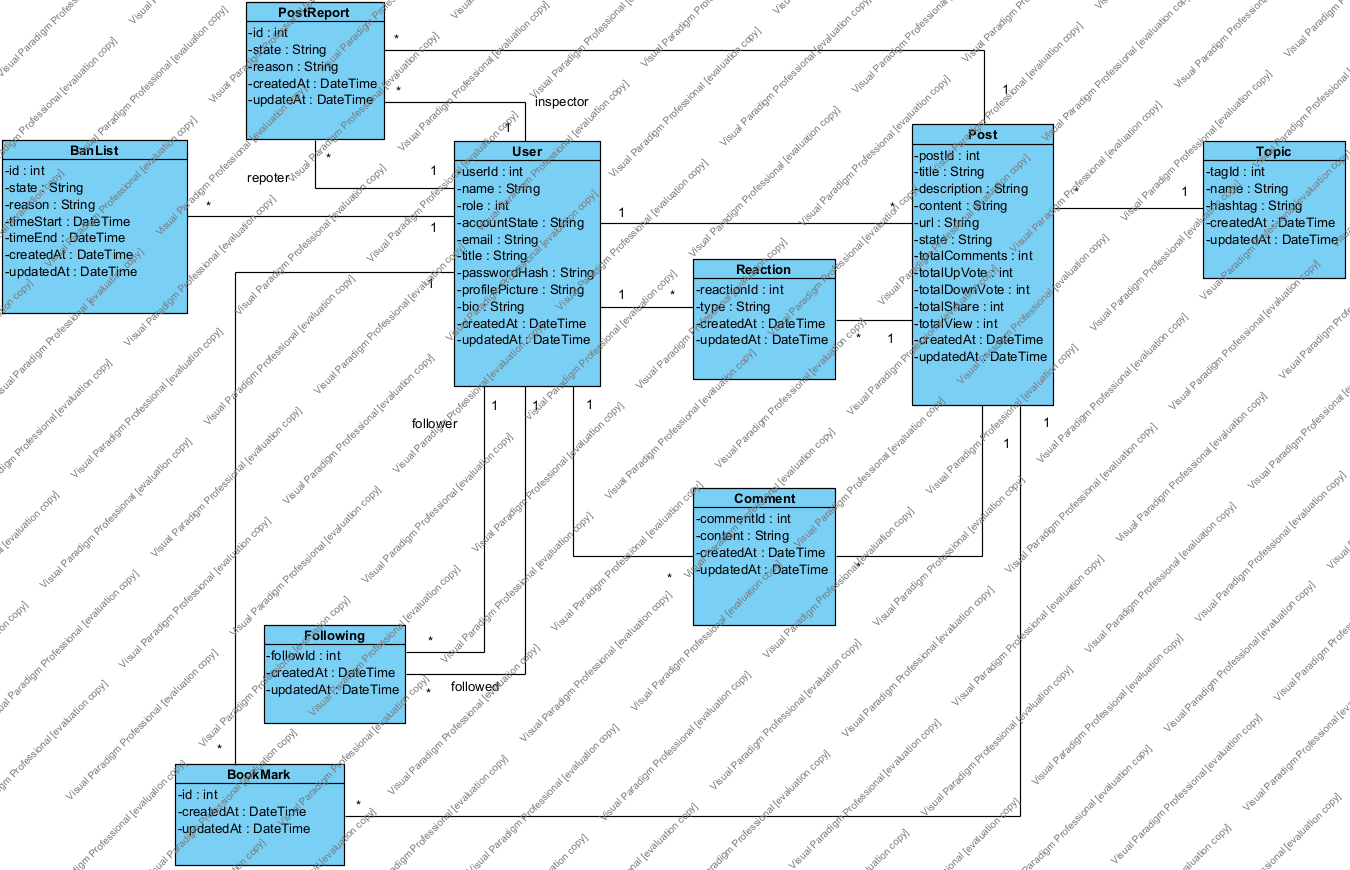 PostReport
-id : int
-state : String
-reason : String
-createdAt : DateTime
-updateAt : DateTime
*
1
*
inspector
1
*
repoter
1
BanList
-id : int
-state : String
-reason : String
-timeStart : DateTime
-timeEnd : DateTime
-createdAt : DateTime
-updatedAt : DateTime
*
1
User
-userId : int
-name : String
-role : int
-accountState : String
-email : String
-title : String
-passwordHash : String
-profilePicture : String
-bio : String
-createdAt : DateTime
-updatedAt : DateTime
1
*
1
*
1
Post
-postId : int
-title : String
-description : String
-content : String
-url : String
-state : String
-totalComments : int
-totalUpVote : int
-totalDownVote : int
-totalShare : int
-totalView : int
-createdAt : DateTime
-updatedAt : DateTime
*
1
Topic
-tagId : int
-name : String
-hashtag : String
-createdAt : DateTime
-updatedAt : DateTime
Reaction
-reactionId : int
-type : String
-createdAt : DateTime
-updatedAt : DateTime
*
1
follower
1
1
1
1
1
Comment
-commentId : int
-content : String
-createdAt : DateTime
-updatedAt : DateTime
*
*
Following
-followId : int
-createdAt : DateTime
-updatedAt : DateTime
*
*
followed
*
BookMark
-id : int
-createdAt : DateTime
-updatedAt : DateTime
*
Visual Paradigm Professional [evaluation copy]